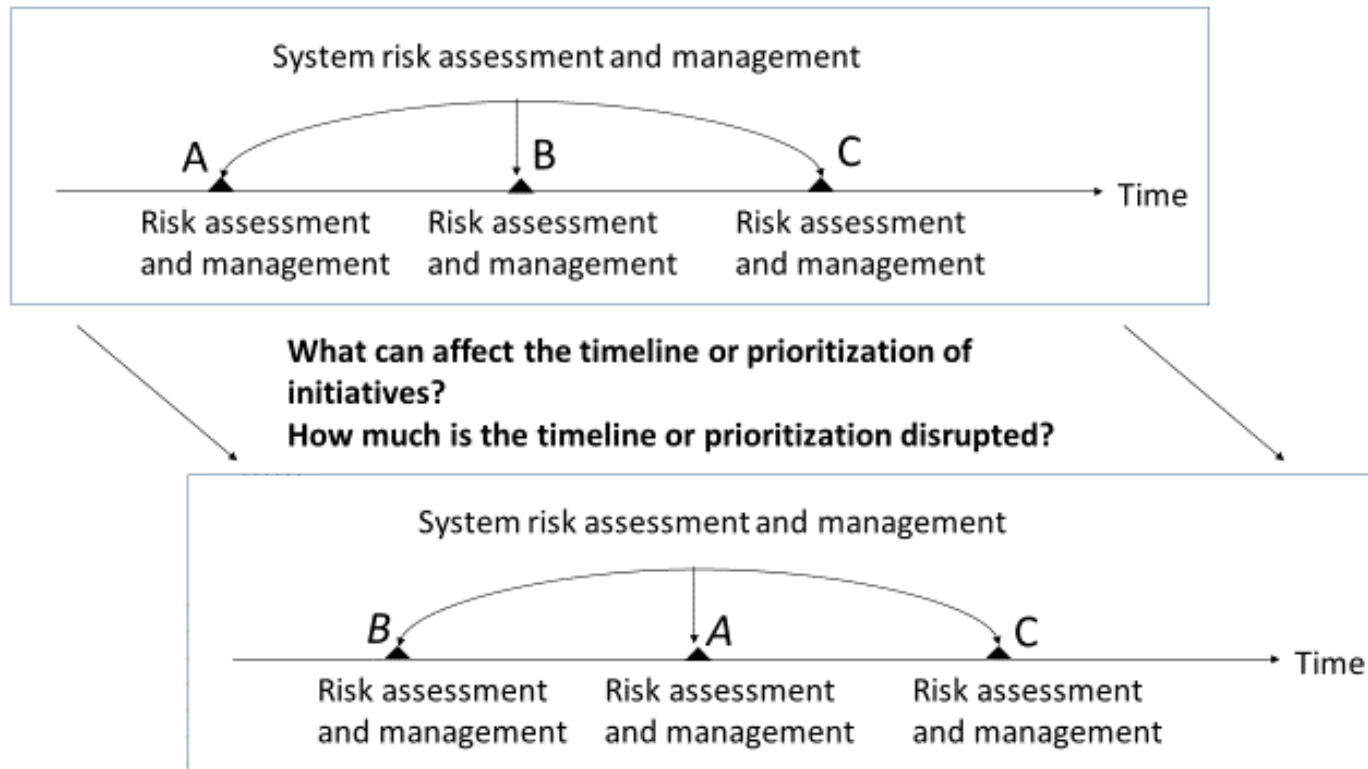 System risk assessment and management
A
B
C
Time
Risk assessment
and management
Risk assessment
and management
Risk assessment
and management
What can affect the timeline or prioritization of
initiatives?
How much is the timeline or prioritization disrupted?
System risk assessment and management
B
A
C
Time
Risk assessment
and management
Risk assessment
and management
Risk assessment
and management